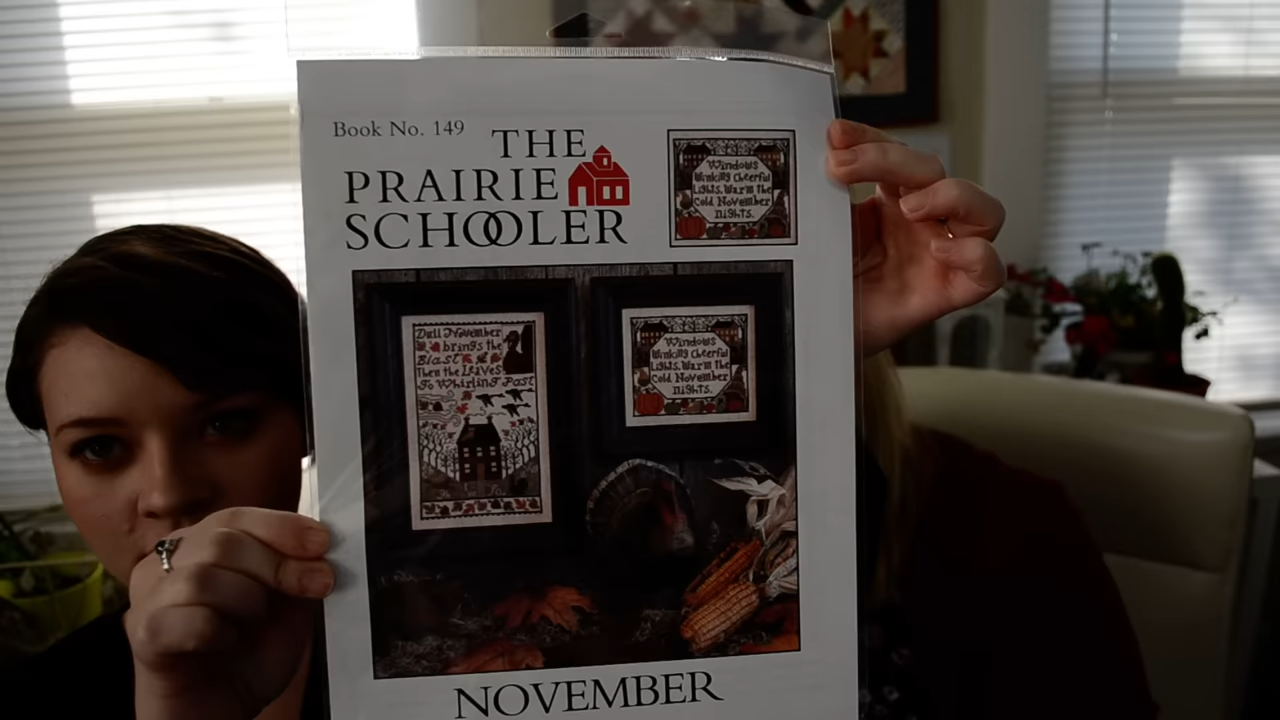 Book No. 149
THE
PRAIRIE
SCHOOLER
Windows
Winking Cheerful
Lights, Warm the
Cold November
nights.
Dull November
brings the
Blast
Then the Leaves
Go Whirling Past
Windows
Winking Cheerful
Lights, Warm the
Cold November
nights.
NOVEMBER